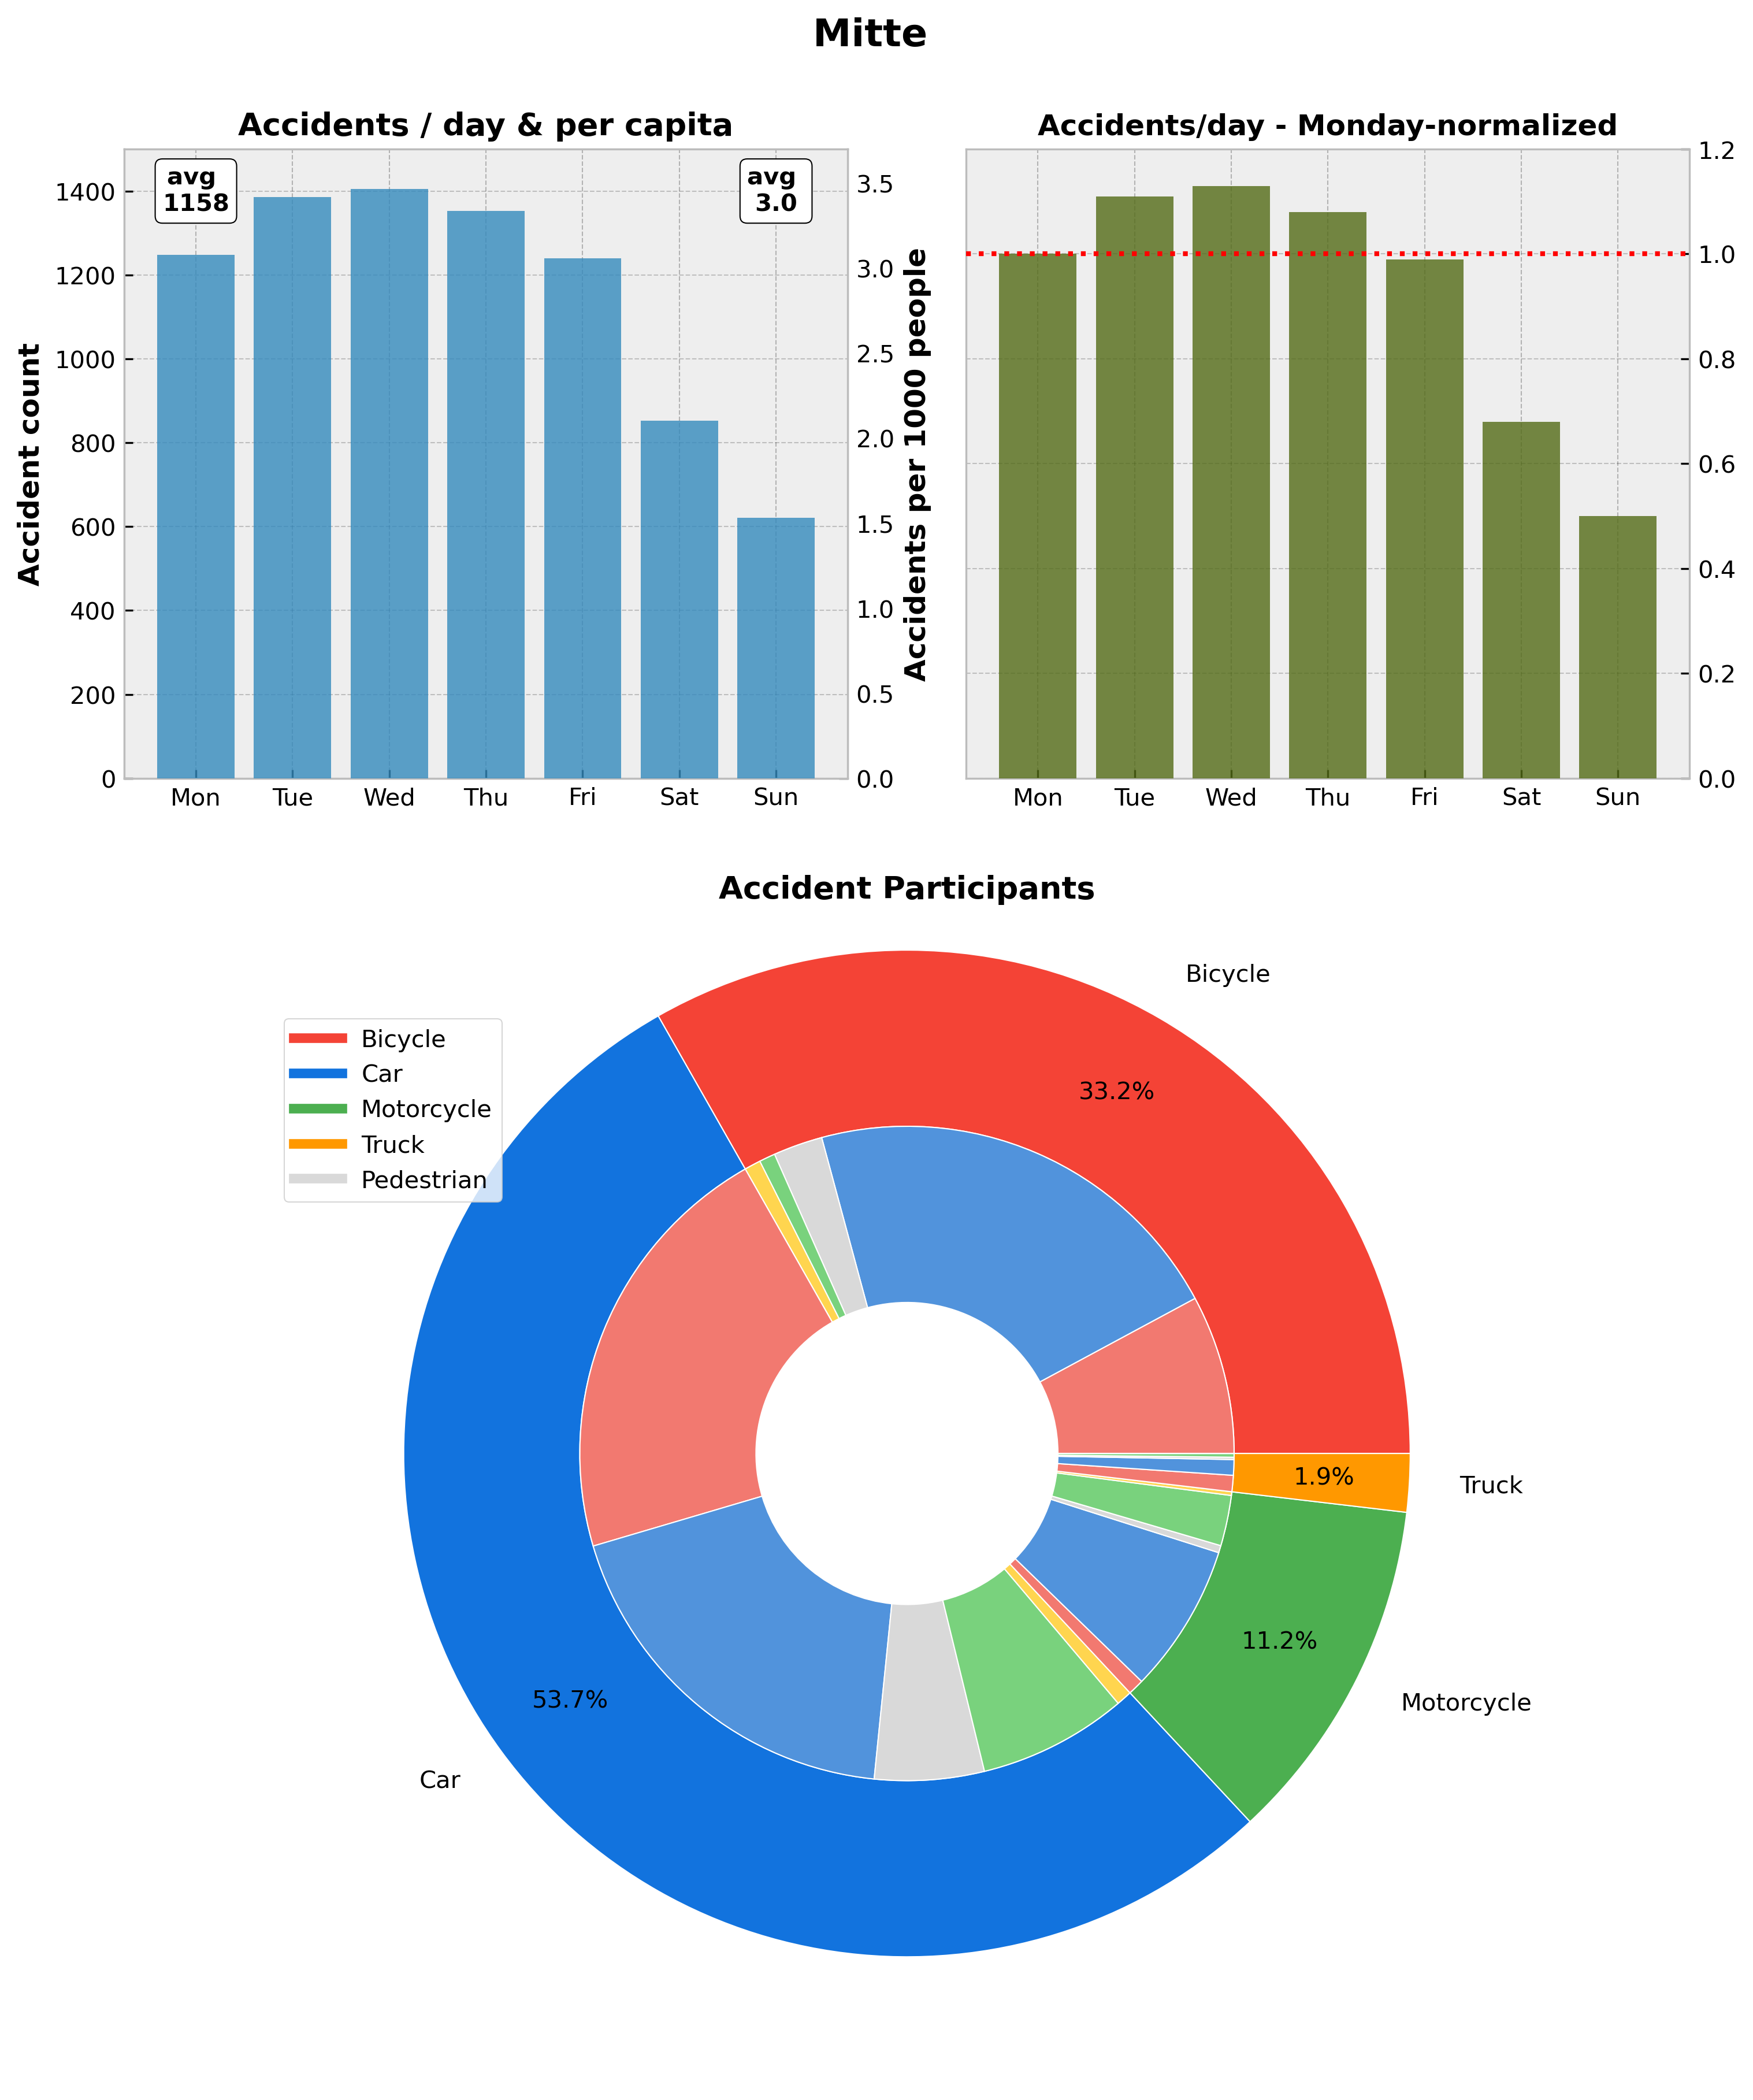 Mitte
Accidents / day & per capita
avg
1158
avg
3.0
Accident count
1400
1200
1000
800
600
400
200
0
3.5
3.0
2.5
2.0
1.5
1.0
0.5
0.0
Accidents per 1000 people
Mon Tue Wed Thu Fri Sat Sun
Accidents/day - Monday-normalized
1.2
1.0
0.8
0.6
0.4
0.2
0.0
Mon Tue Wed Thu Fri Sat Sun
Accident Participants
Bicycle
Car
Motorcycle
Truck
Pedestrian
Bicycle
33.2%
Truck
1.9%
Motorcycle
11.2%
53.7%
Car